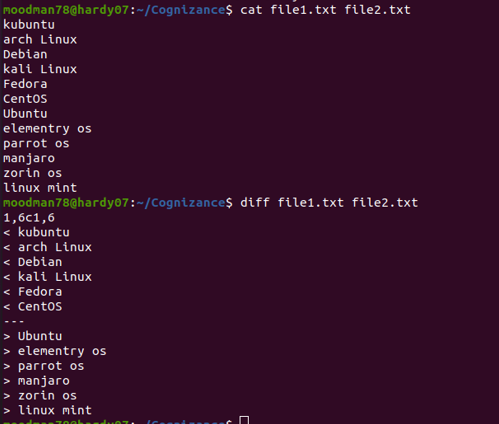 moodman78@hardy07:~/Cognizance$ cat file1.txt file2.txt
kubuntu
arch Linux
Debian
kali Linux
Fedora
CentOS
Ubuntu
elementry os
parrot os
manjaro
zorin os
linux mint
moodman78@hardy07:~/Cognizance$ diff file1.txt file2.txt
1,6c1,6
< kubuntu
< arch Linux
< Debian
< kali Linux
< Fedora
< CentOS
---
> Ubuntu
> elementry os
> parrot os
> manjaro
> zorin os
> linux mint
moodman78@hardy07:~/Cognizance$